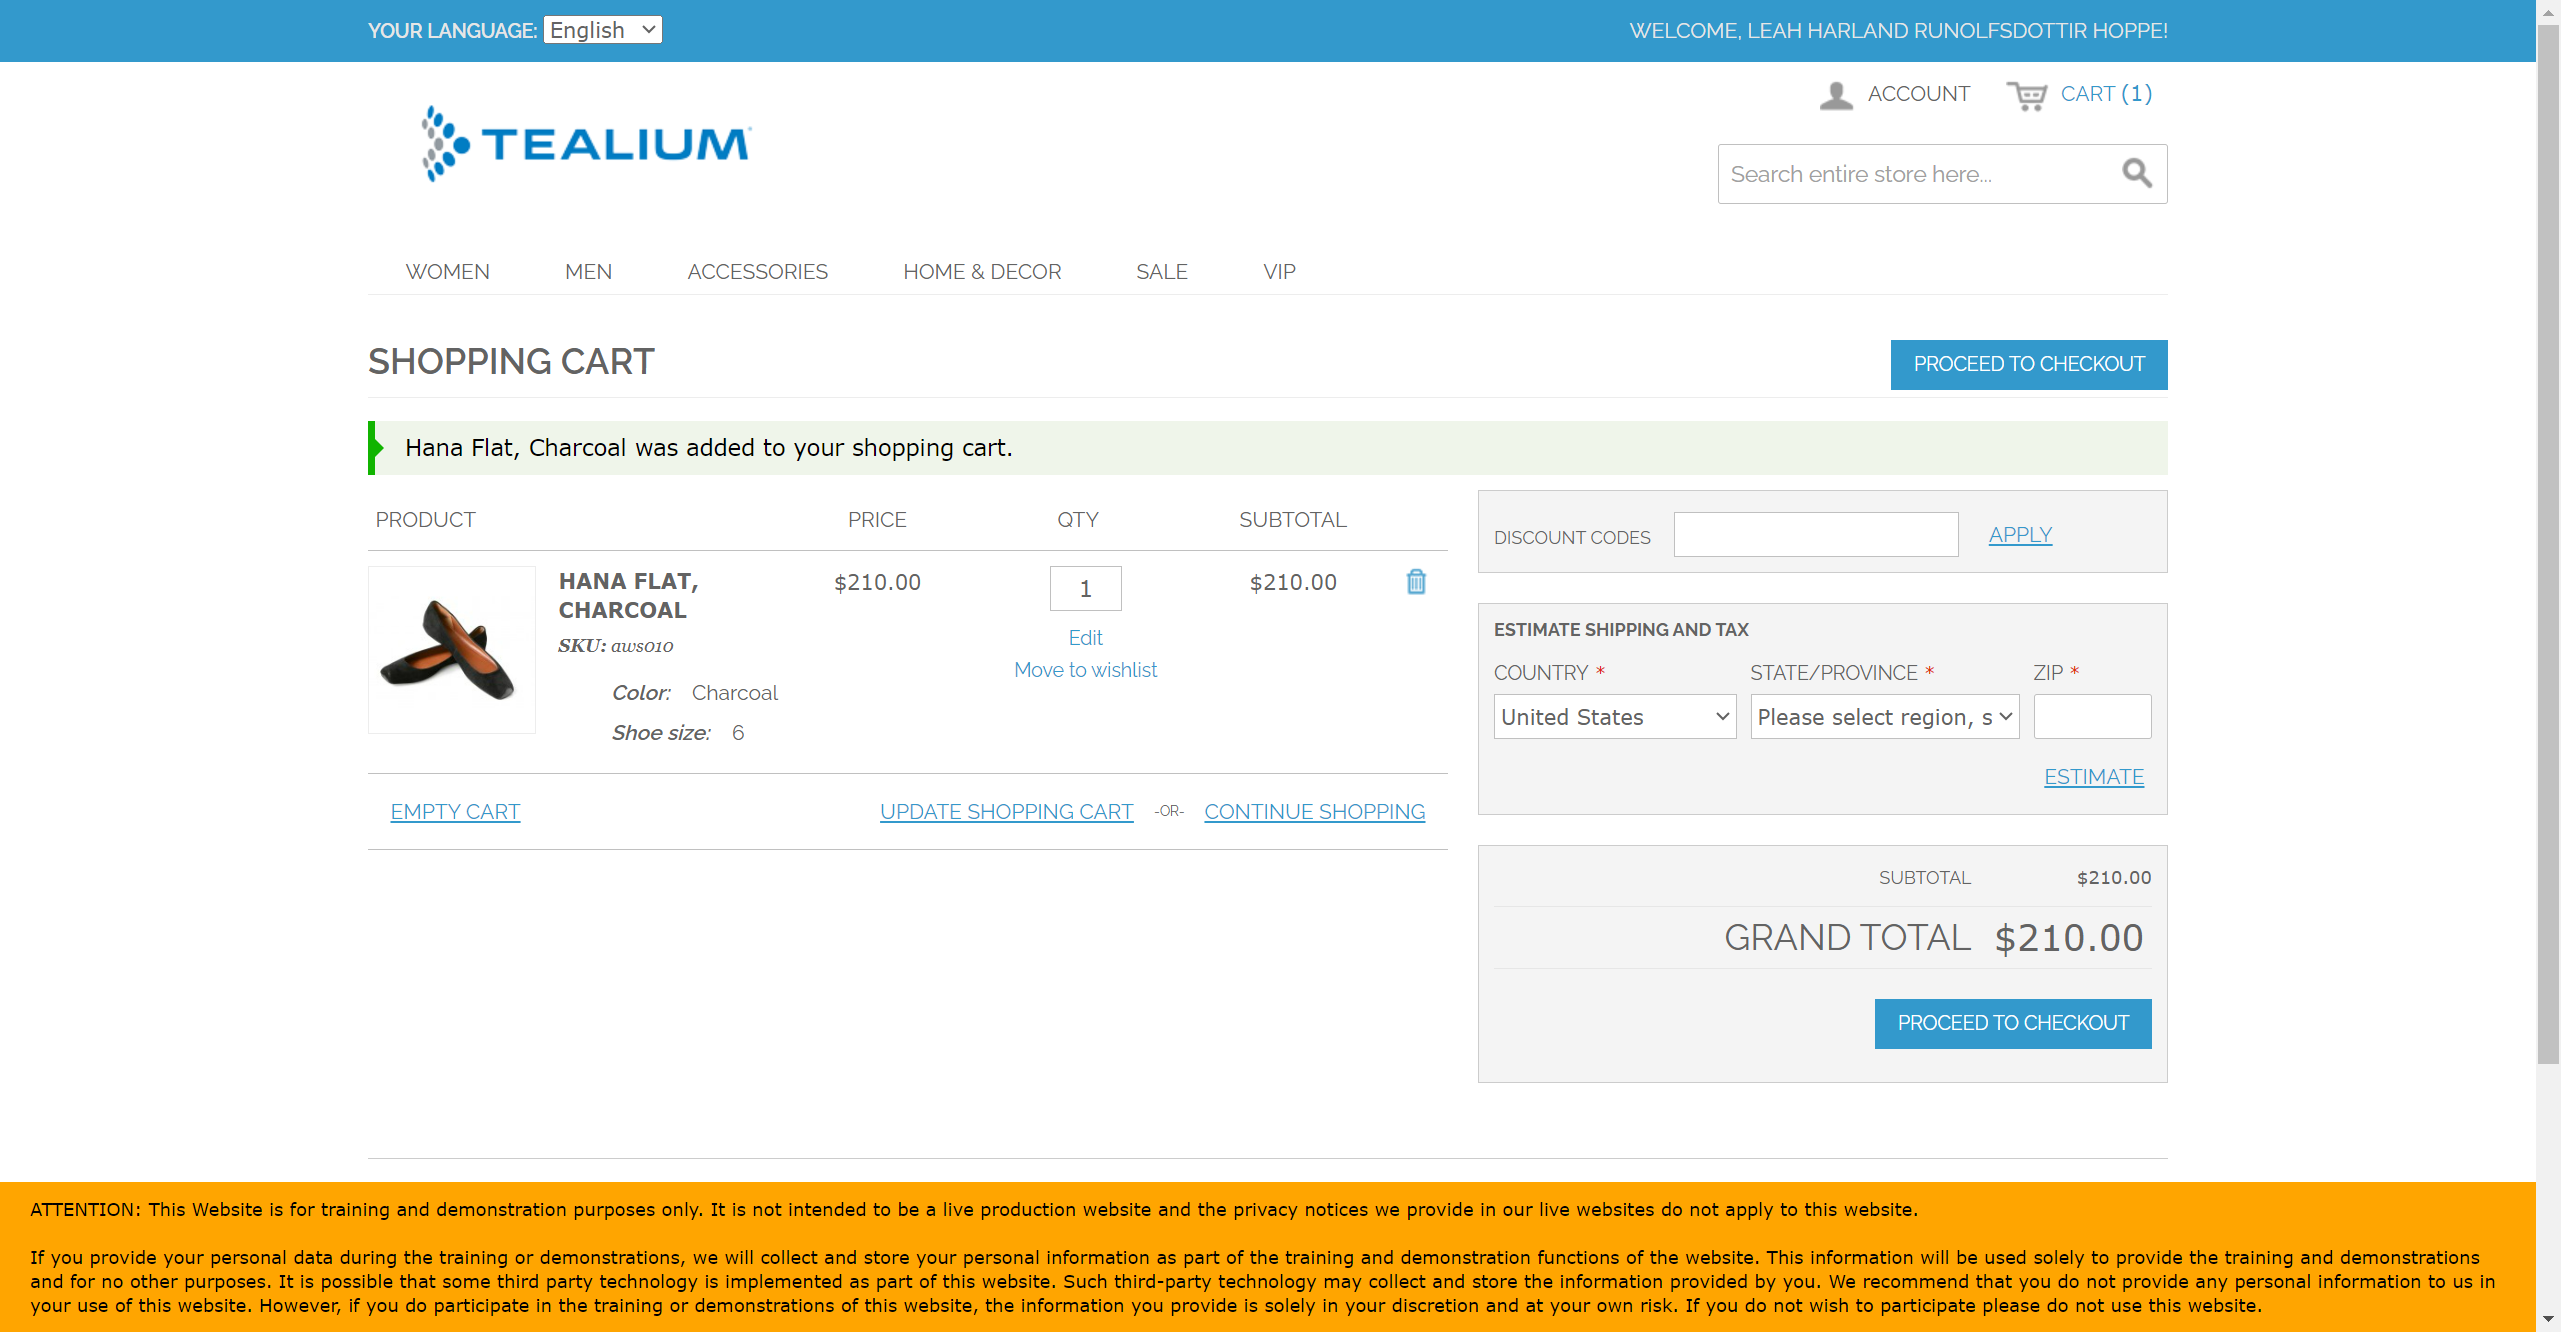 YOUR LANGUAGE: English
WELCOME, LEAH HARLAND RUNOLFSDOTTIR HOPPE!
ACCOUNT
CART (1)
TEALIUM
Search entire store here...
WOMEN
MEN
ACCESSORIES
HOME & DECOR
SALE
VIP
SHOPPING CART
PROCEED TO CHECKOUT
Hana Flat, Charcoal was added to your shopping cart.
PRODUCT
PRICE
QTY
SUBTOTAL
HANA FLAT,
CHARCOAL
SKU: aws010
Color: Charcoal
Shoe size: 6
$210.00
1
Edit
Move to wishlist
$210.00
EMPTY CART
UPDATE SHOPPING CART -OR- CONTINUE SHOPPING
DISCOUNT CODES
APPLY
ESTIMATE SHIPPING AND TAX
COUNTRY *
STATE/PROVINCE *
ZIP *
United States
Please select region, s
ESTIMATE
SUBTOTAL $210.00
GRAND TOTAL $210.00
PROCEED TO CHECKOUT
ATTENTION: This Website is for training and demonstration purposes only. It is not intended to be a live production website and the privacy notices we provide in our live websites do not apply to this website.
If you provide your personal data during the training or demonstrations, we will collect and store your personal information as part of the training and demonstration functions of the website. This information will be used solely to provide the training and demonstrations
and for no other purposes. It is possible that some third party technology is implemented as part of this website. Such third-party technology may collect and store the information provided by you. We recommend that you do not provide any personal information to us in
your use of this website. However, if you do participate in the training or demonstrations of this website, the information you provide is solely in your discretion and at your own risk. If you do not wish to participate please do not use this website.